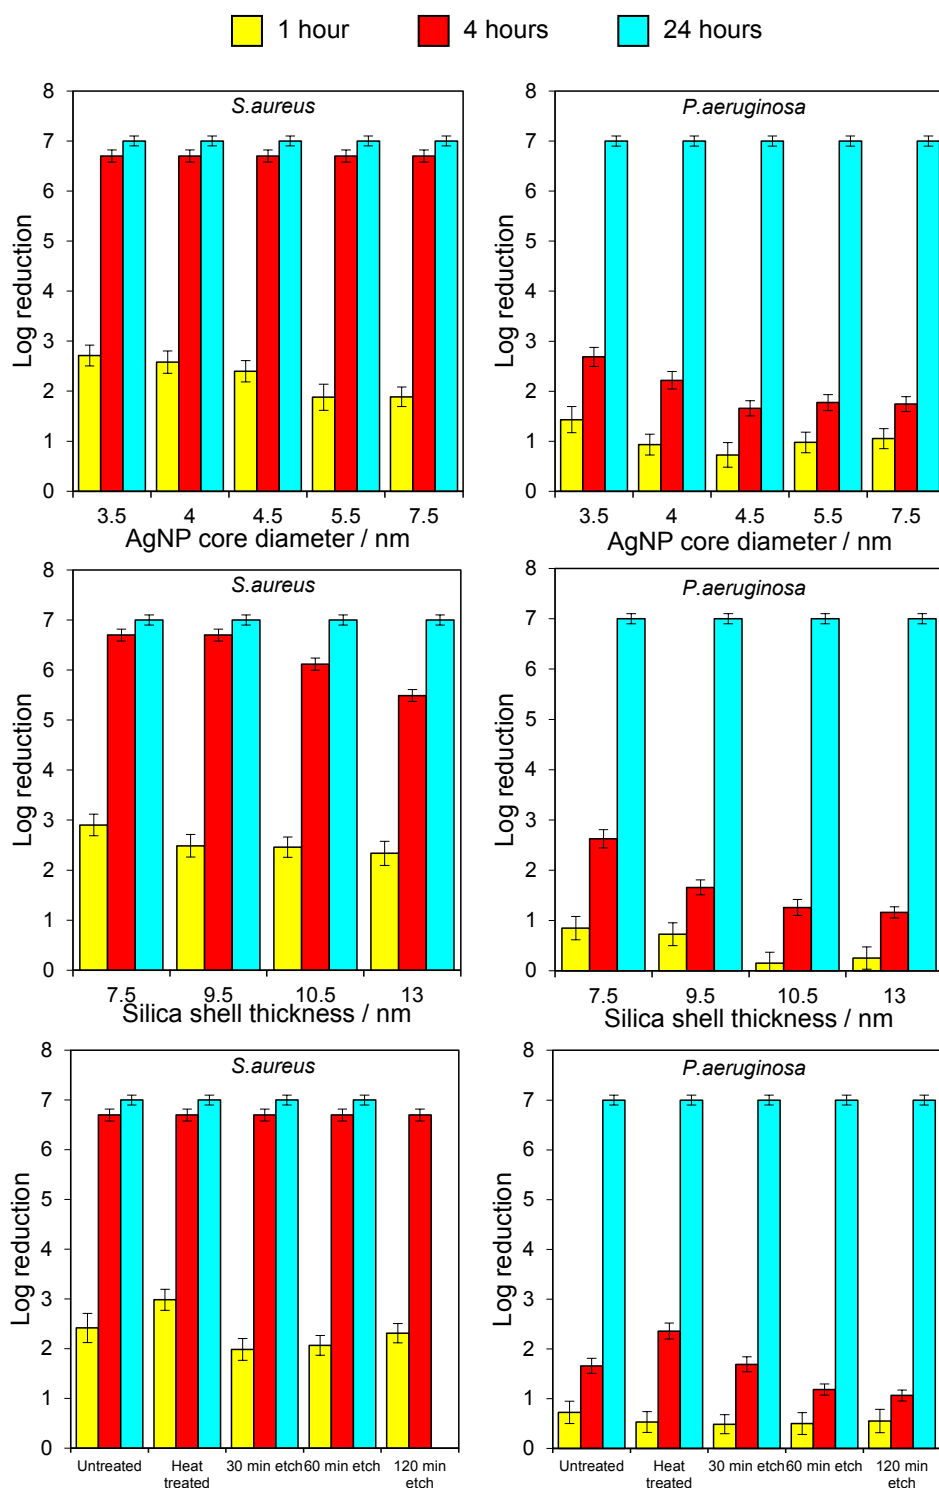 1 hour 4 hours 24 hours
S.aureus
Log reduction
8
7
6
5
4
3
2
1
0
3.5 4 4.5 5.5 7.5
AgNP core diameter / nm
P.aeruginosa
Log reduction
8
7
6
5
4
3
2
1
0
3.5 4 4.5 5.5 7.5
AgNP core diameter / nm
S.aureus
Log reduction
8
7
6
5
4
3
2
1
0
7.5 9.5 10.5 13
Silica shell thickness / nm
P.aeruginosa
Log reduction
8
7
6
5
4
3
2
1
0
7.5 9.5 10.5 13
Silica shell thickness / nm
S.aureus
Log reduction
8
7
6
5
4
3
2
1
0
Untreated Heat 30 min etch 60 min etch 120 min
treated etch
P.aeruginosa
Log reduction
8
7
6
5
4
3
2
1
0
Untreated Heat 30 min etch 60 min etch 120 min
treated etch